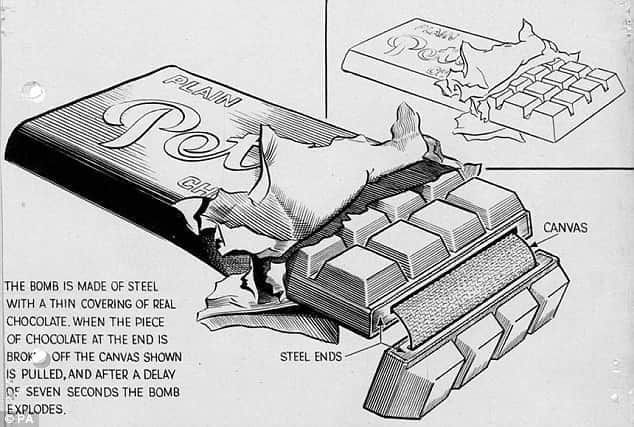 PLAIN
Pet
CH
PLAIN
Pet
CANVAS
STEEL ENDS
THE BOMB IS MADE OF STEEL
WITH A THIN COVERING OF REAL
CHOCOLATE. WHEN THE PIECE
OF CHOCOLATE AT THE END IS
BROK OFF THE CANVAS SHOWN
IS PULLED, AND AFTER A DELAY
OF SEVEN SECONDS THE BOMB
EXPLODES.
© PA